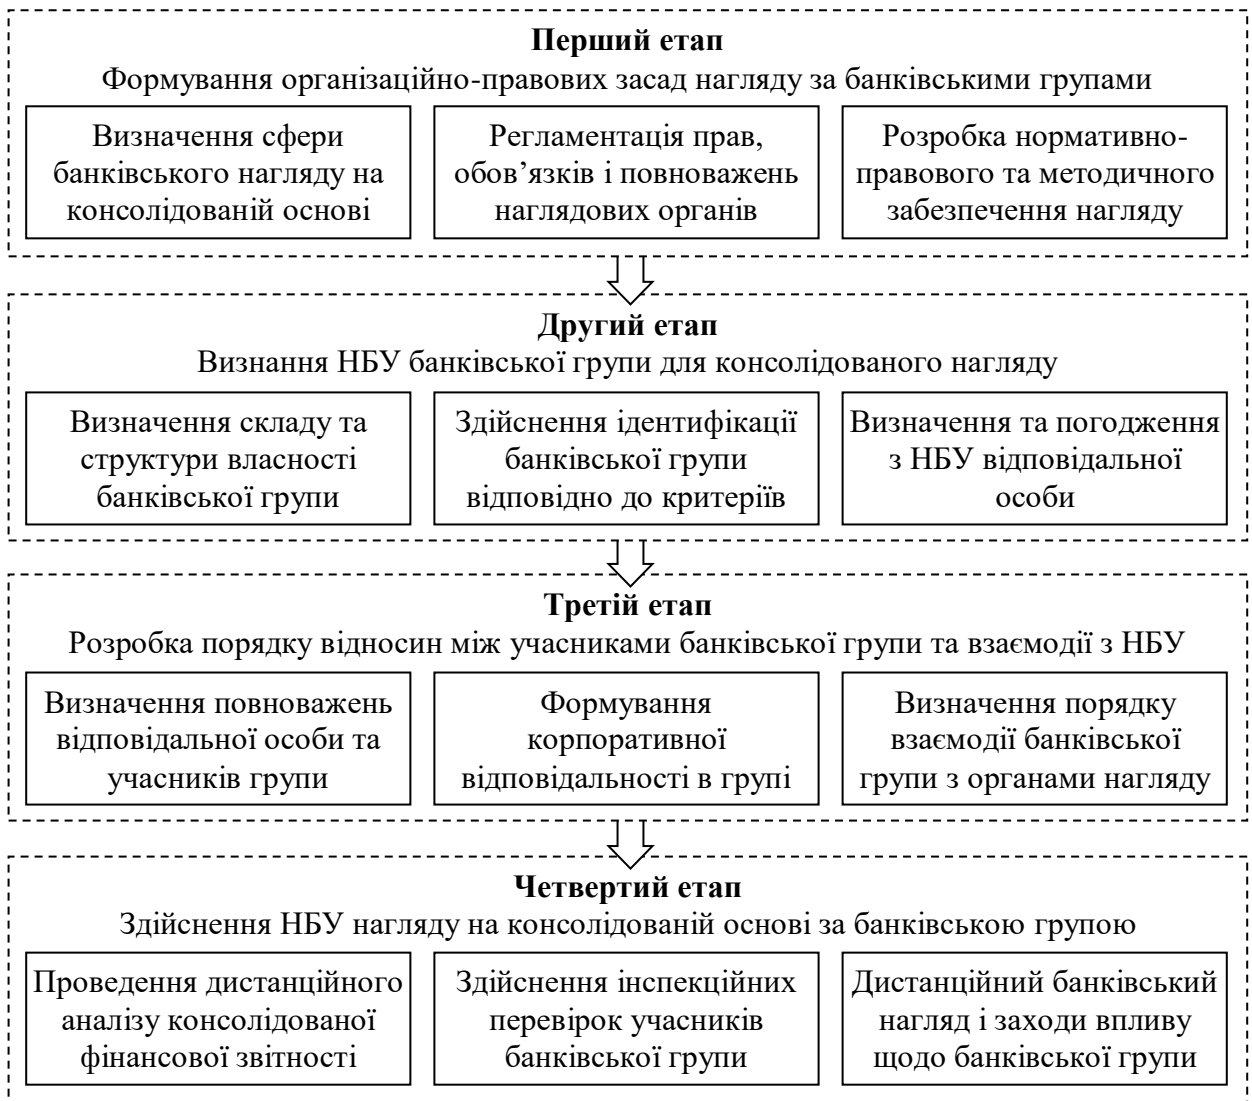 Перший етап
Формування організаційно-правових засад нагляду за банківськими групами
Визначення сфери
банківського нагляду на
консолідованій основі
Регламентація прав,
обов’язків і повноважень
наглядових органів
Розробка нормативно-
правового та методичного
забезпечення нагляду
Другий етап
Визнання НБУ банківської групи для консолідованого нагляду
Визначення складу та
структури власності
банківської групи
Здійснення ідентифікації
банківської групи
відповідно до критеріїв
Визначення та погодження
з НБУ відповідальної
особи
Третій етап
Розробка порядку відносин між учасниками банківської групи та взаємодії з НБУ
Визначення повноважень
відповідальної особи та
учасників групи
Формування
корпоративної
відповідальності в групі
Визначення порядку
взаємодії банківської
групи з органами нагляду
Четвертий етап
Здійснення НБУ нагляду на консолідованій основі за банківською групою
Проведення дистанційного
аналізу консолідованої
фінансової звітності
Здійснення інспекційних
перевірок учасників
банківської групи
Дистанційний банківський
нагляд і заходи впливу
щодо банківської групи